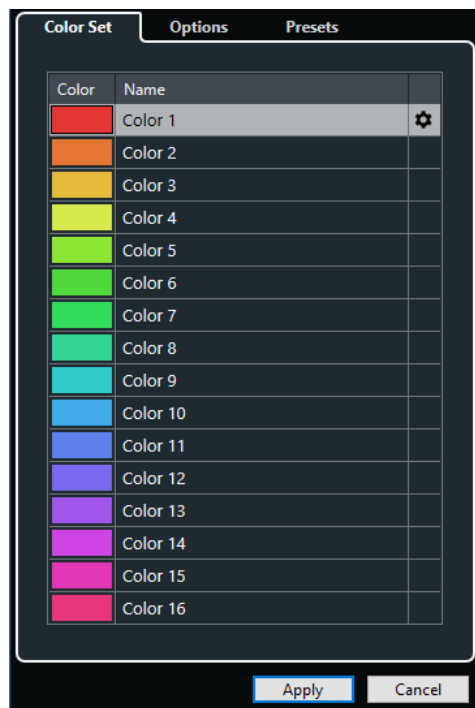 Color Set Options Presets
Color Name
Color 1
Color 2
Color 3
Color 4
Color 5
Color 6
Color 7
Color 8
Color 9
Color 10
Color 11
Color 12
Color 13
Color 14
Color 15
Color 16
Apply Cancel